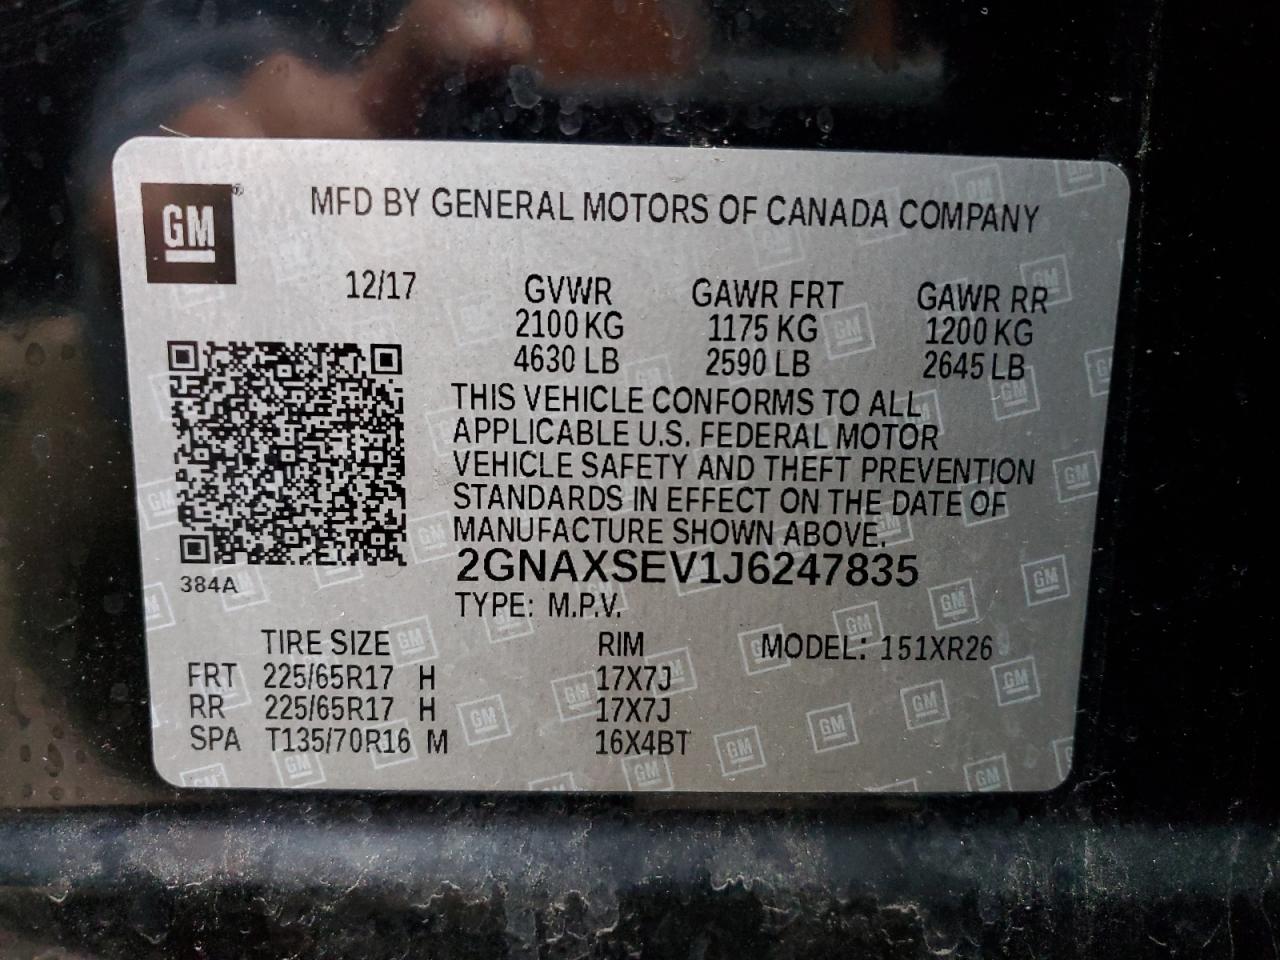 GM®
MFD BY GENERAL MOTORS OF CANADA COMPANY
12/17 GVWR GAWR FRT GAWR RR
2100 KG 1175 KG 1200 KG
4630 LB 2590 LB 2645 LB
THIS VEHICLE CONFORMS TO ALL
APPLICABLE U.S. FEDERAL MOTOR
VEHICLE SAFETY AND THEFT PREVENTION
STANDARDS IN EFFECT ON THE DATE OF
MANUFACTURE SHOWN ABOVE.
2GNAXSEV1J6247835
384A
TYPE: M.P.V.
TIRE SIZE RIM MODEL: 151XR26
FRT 225/65R17 H 17X7J
RR 225/65R17 H 17X7J
SPA T135/70R16 M 16X4BT